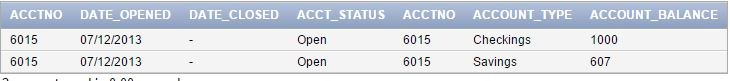 ACCTNO DATE_OPENED DATE_CLOSED ACCT_STATUS ACCTNO ACCOUNT_TYPE ACCOUNT_BALANCE
6015 07/12/2013 - Open 6015 Checkings 1000
6015 07/12/2013 - Open 6015 Savings 607